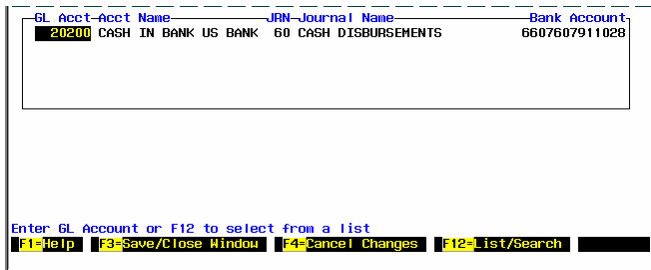 GL Acct Acct Name JRN Journal Name Bank Account
20200 CASH IN BANK US BANK 60 CASH DISBURSEMENTS 6607607911028
Enter GL Account or F12 to select from a list
F1=Help F3=Save/Close Window F4=Cancel Changes F12=List/Search